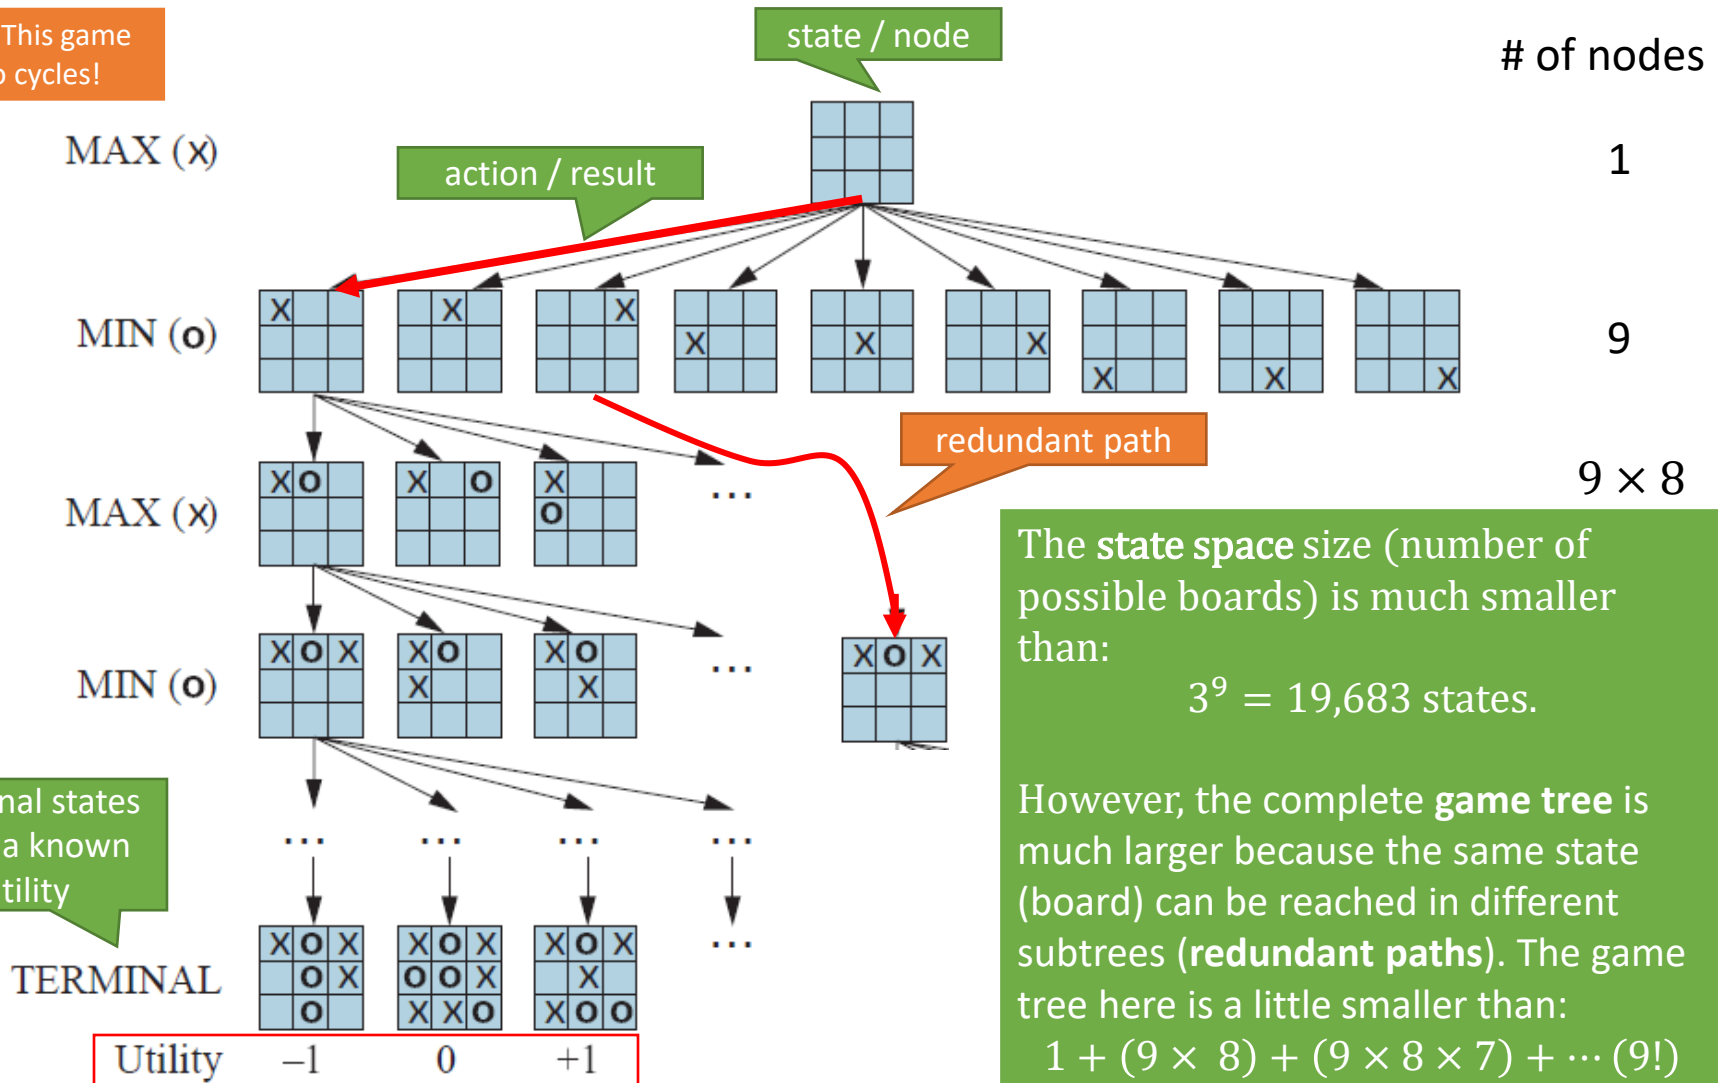 This game
cycles!
state / node
# of nodes
MAX (x)
action / result
1
MIN (o)
X
X
X
X
X
X
X
X
X
9
redundant path
9 × 8
MAX (x)
X O
X O
X
O
...
The state space size (number of
possible boards) is much smaller
than:
3⁹ = 19,683 states.
MIN (o)
X O X
X O
X
X O
X
...
X O X
However, the complete game tree is
much larger because the same state
(board) can be reached in different
subtrees (redundant paths). The game
tree here is a little smaller than:
1 + (9 × 8) + (9 × 8 × 7) + ⋯ (9!)
states
a known
... ... ... ...
TERMINAL
X O X
O X
O
X O X
O O X
X X O
X O X
X
X O O
...
Utility –1 0 +1